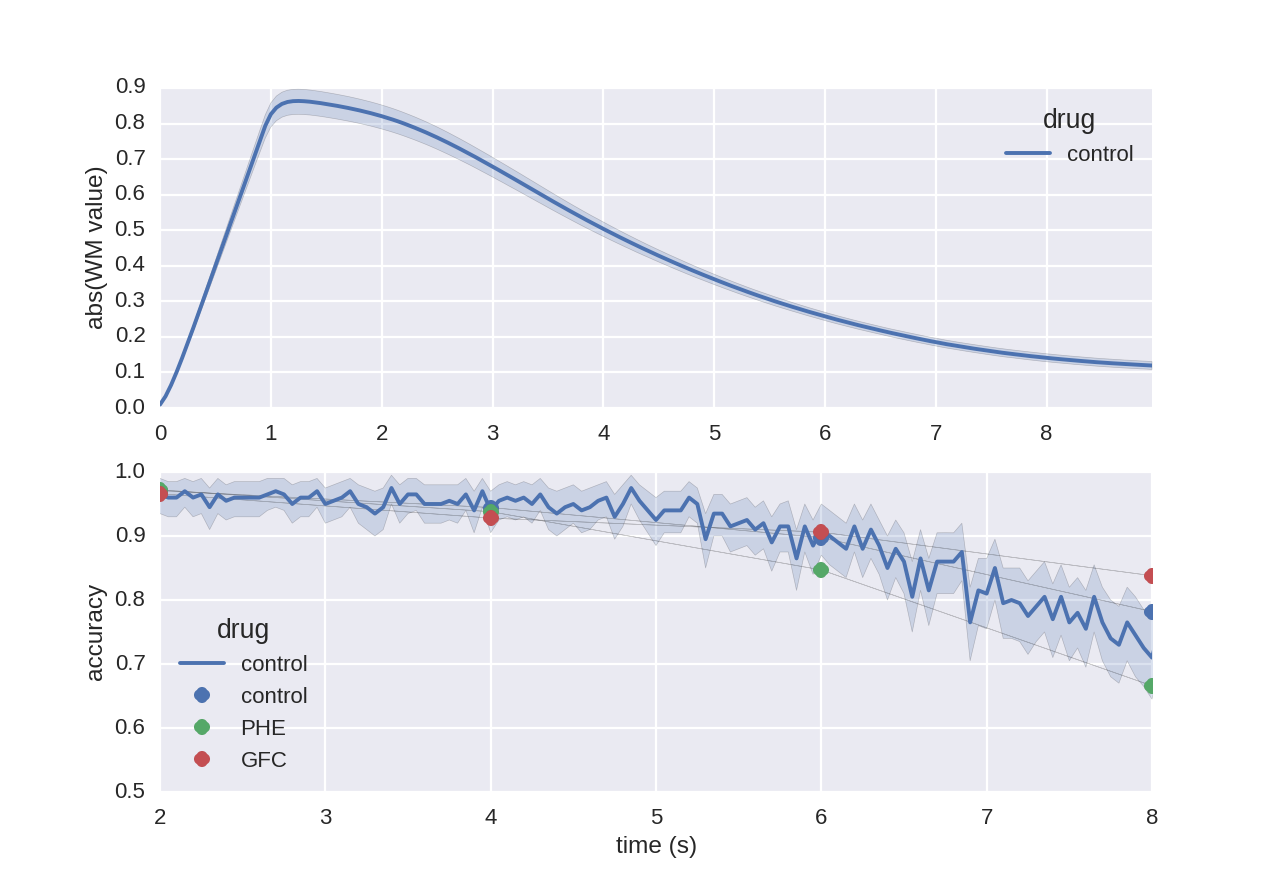 0.9
0.8
0.7
0.6
0.5
0.4
0.3
0.2
0.1
0.0
abs(WM value)
drug
control
0 1 2 3 4 5 6 7 8
1.0
0.9
0.8
0.7
0.6
0.5
accuracy
drug
control
control
PHE
GFC
2 3 4 5 6 7 8
time (s)